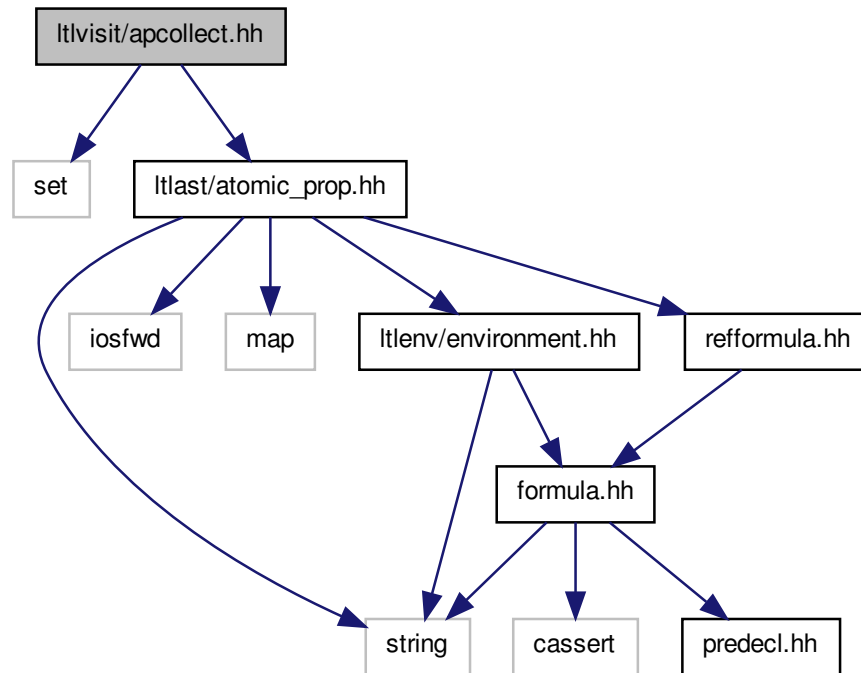 ltlvisit/apcollect.hh
set
ltlast/atomic_prop.hh
iosfwd
map
ltlenv/environment.hh
refformula.hh
formula.hh
string
cassert
predecl.hh